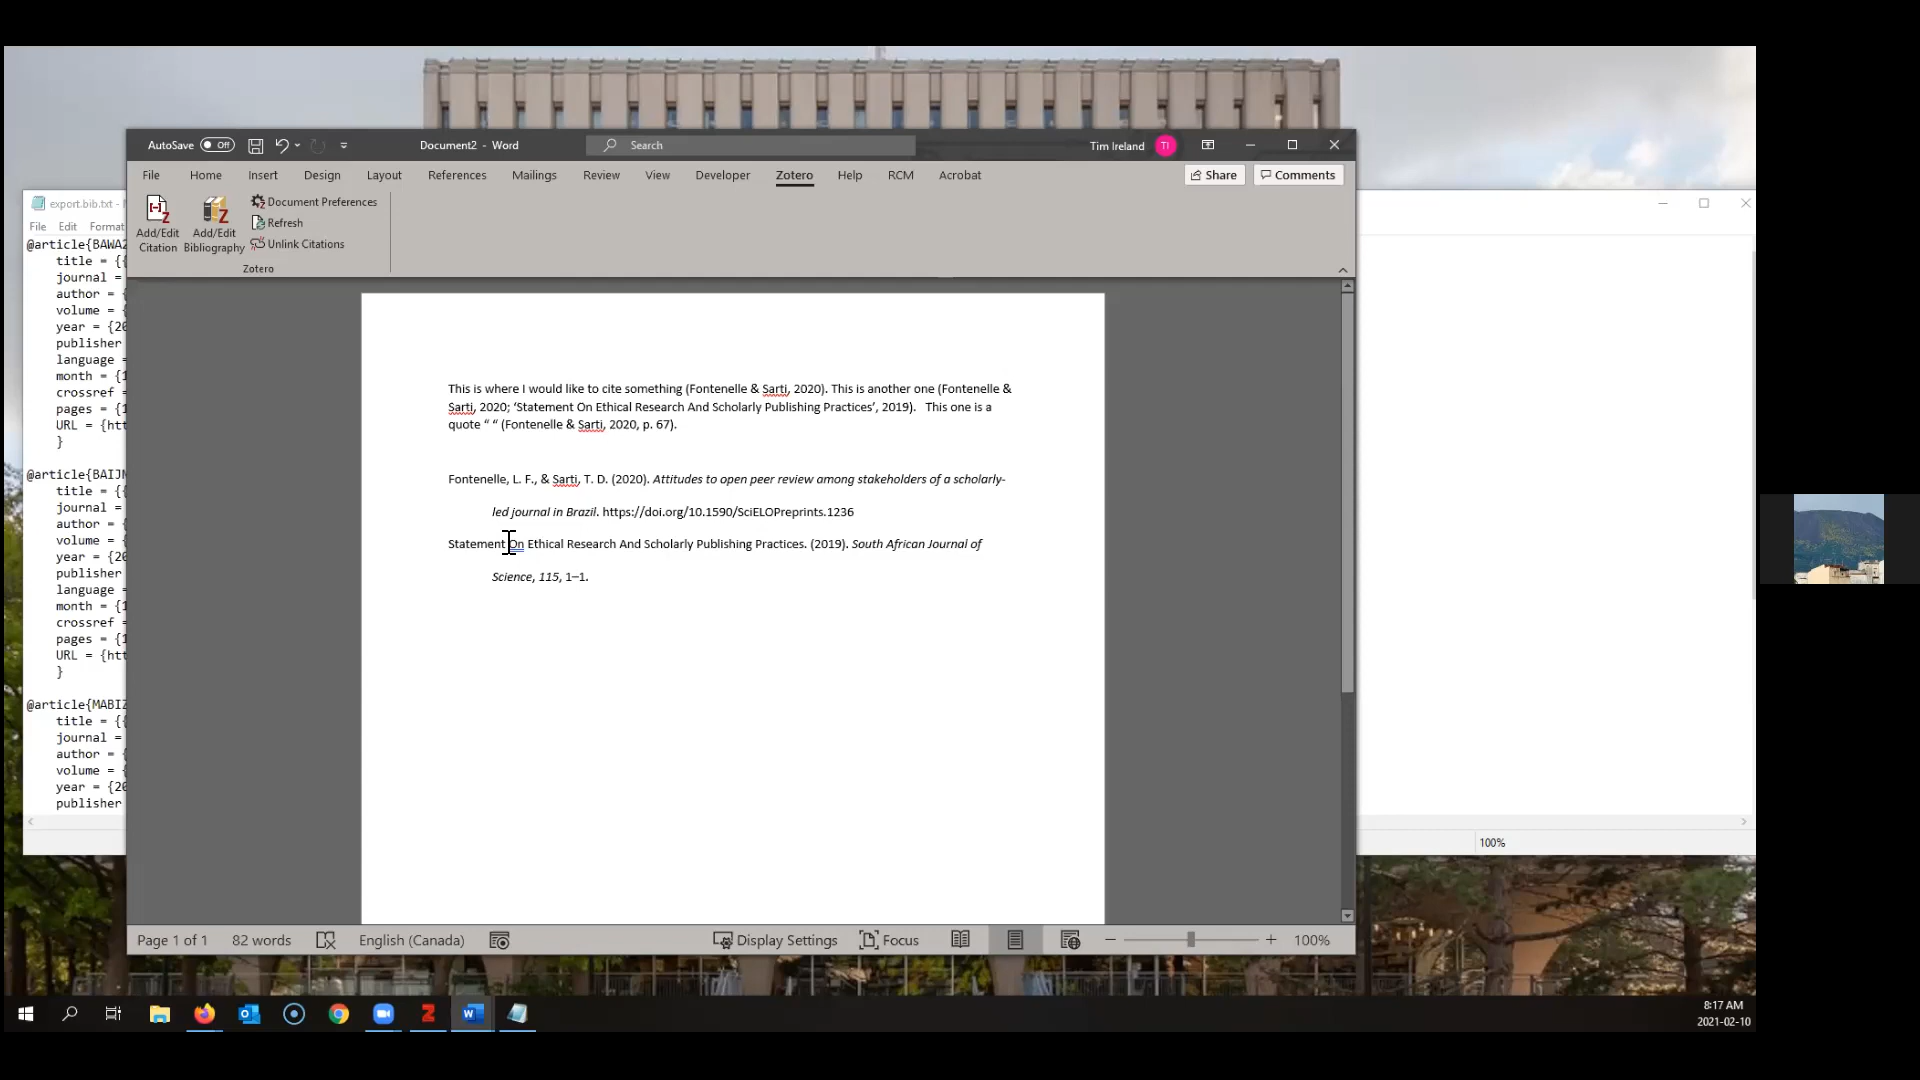 AutoSave Off
Document2 - Word
Search
Tim Ireland TI
File Home Insert Design Layout References Mailings Review View Developer Zotero Help RCM Acrobat
Share Comments
Add/Edit Citation
Add/Edit Bibliography
Document Preferences
Refresh
Unlink Citations
Zotero
export.bib.txt -
File Edit Format
@article{BAWA2
title = {{
journal =
author = {
volume = {
year = {20
publisher
language =
month = {1
crossref =
pages = {1
URL = {htt
}
@article{BAIJN
title = {{
journal =
author = {
volume = {
year = {20
publisher
language =
month = {1
crossref =
pages = {1
URL = {htt
}
@article{MABIZ
title = {{
journal =
author = {
volume = {
year = {20
publisher
This is where I would like to cite something (Fontenelle & Sarti, 2020). This is another one (Fontenelle &
Sarti, 2020; ‘Statement On Ethical Research And Scholarly Publishing Practices’, 2019).   This one is a
quote “ “ (Fontenelle & Sarti, 2020, p. 67).
Fontenelle, L. F., & Sarti, T. D. (2020). Attitudes to open peer review among stakeholders of a scholarly-
led journal in Brazil. https://doi.org/10.1590/SciELOPreprints.1236
Statement On Ethical Research And Scholarly Publishing Practices. (2019). South African Journal of
Science, 115, 1–1.
100%
Page 1 of 1 82 words English (Canada) Display Settings Focus 100%
8:17 AM
2021-02-10